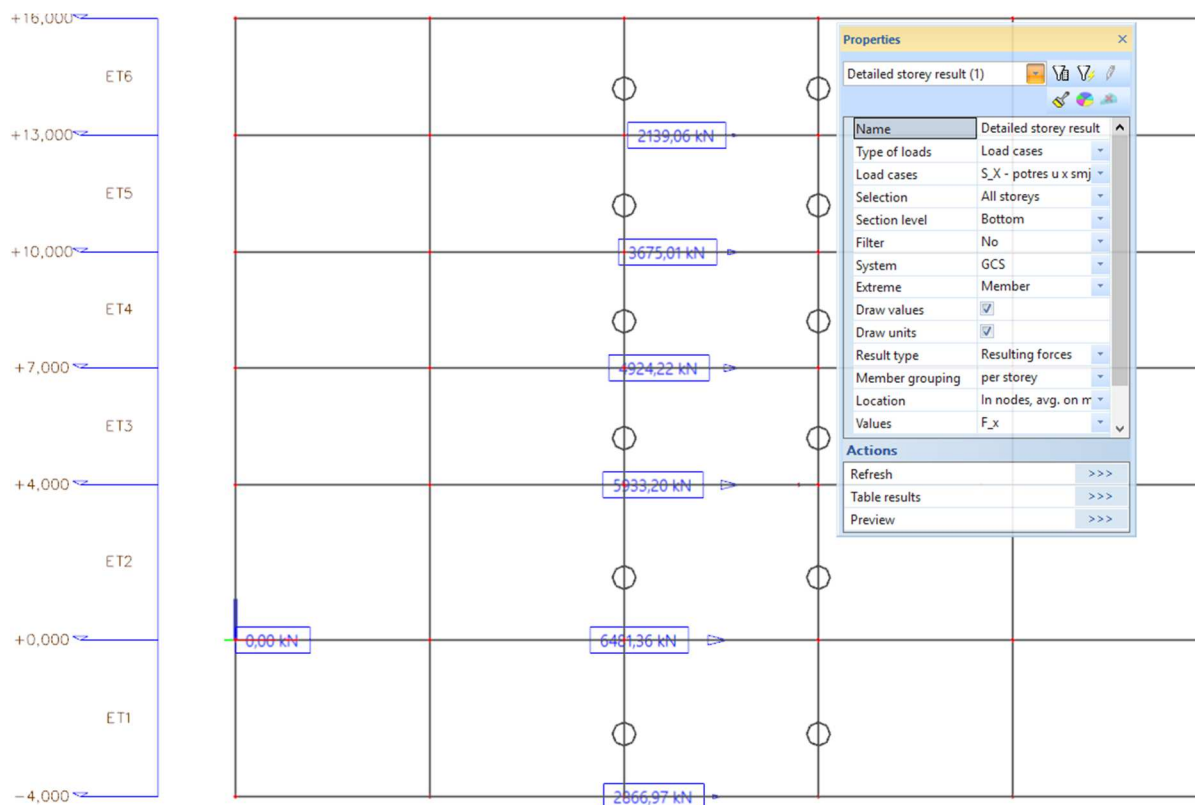 +16,000
Properties ×
ET6
Detailed storey result (1)
+13,000
2139,06 kN
Name Detailed storey result
Type of loads Load cases
Load cases S_X - potres u x smj
ET5
Selection All storeys
Section level Bottom
+10,000
3675,01 kN
Filter No
System GCS
Extreme Member
ET4
Draw values
Draw units
Result type Resulting forces
+7,000
4924,22 kN
Member grouping per storey
Location In nodes, avg. on m
ET3
Values F_x
Actions
Refresh >>>
+4,000
5933,20 kN
Table results >>>
Preview >>>
ET2
+0,000
0,00 kN
6481,36 kN
ET1
-4,000
2866,97 kN